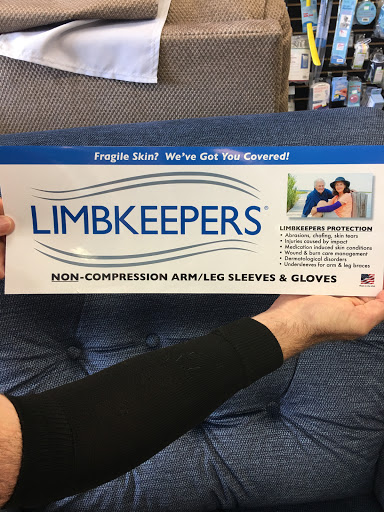 Fragile Skin? We've Got You Covered!
LIMBKEEPERS®
LIMBKEEPERS PROTECTION
• Abrasions, chafing, skin tears
• Injuries caused by impact
• Medication induced skin conditions
• Wound & burn care management
• Dermatological disorders
• Undersleeves for arm & leg braces
NON-COMPRESSION ARM/LEG SLEEVES & GLOVES